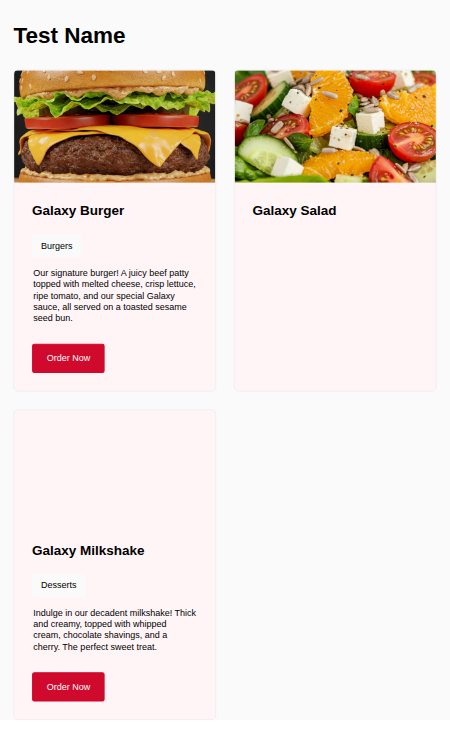 Test Name
Galaxy Burger
Burgers
Our signature burger! A juicy beef patty
topped with melted cheese, crisp lettuce,
ripe tomato, and our special Galaxy
sauce, all served on a toasted sesame
seed bun.
Order Now
Galaxy Salad
Galaxy Milkshake
Desserts
Indulge in our decadent milkshake! Thick
and creamy, topped with whipped
cream, chocolate shavings, and a
cherry. The perfect sweet treat.
Order Now